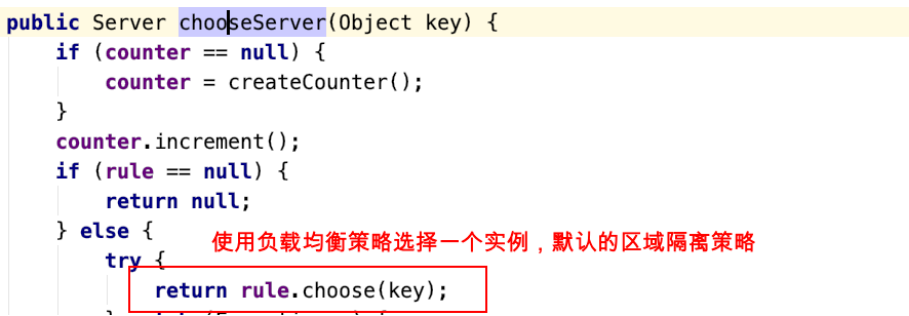 public Server chooseServer(Object key) {
if (counter == null) {
counter = createCounter();
}
counter.increment();
if (rule == null) {
return null;
} else {
使用负载均衡策略选择一个实例，默认的区域隔离策略
try {
return rule.choose(key);